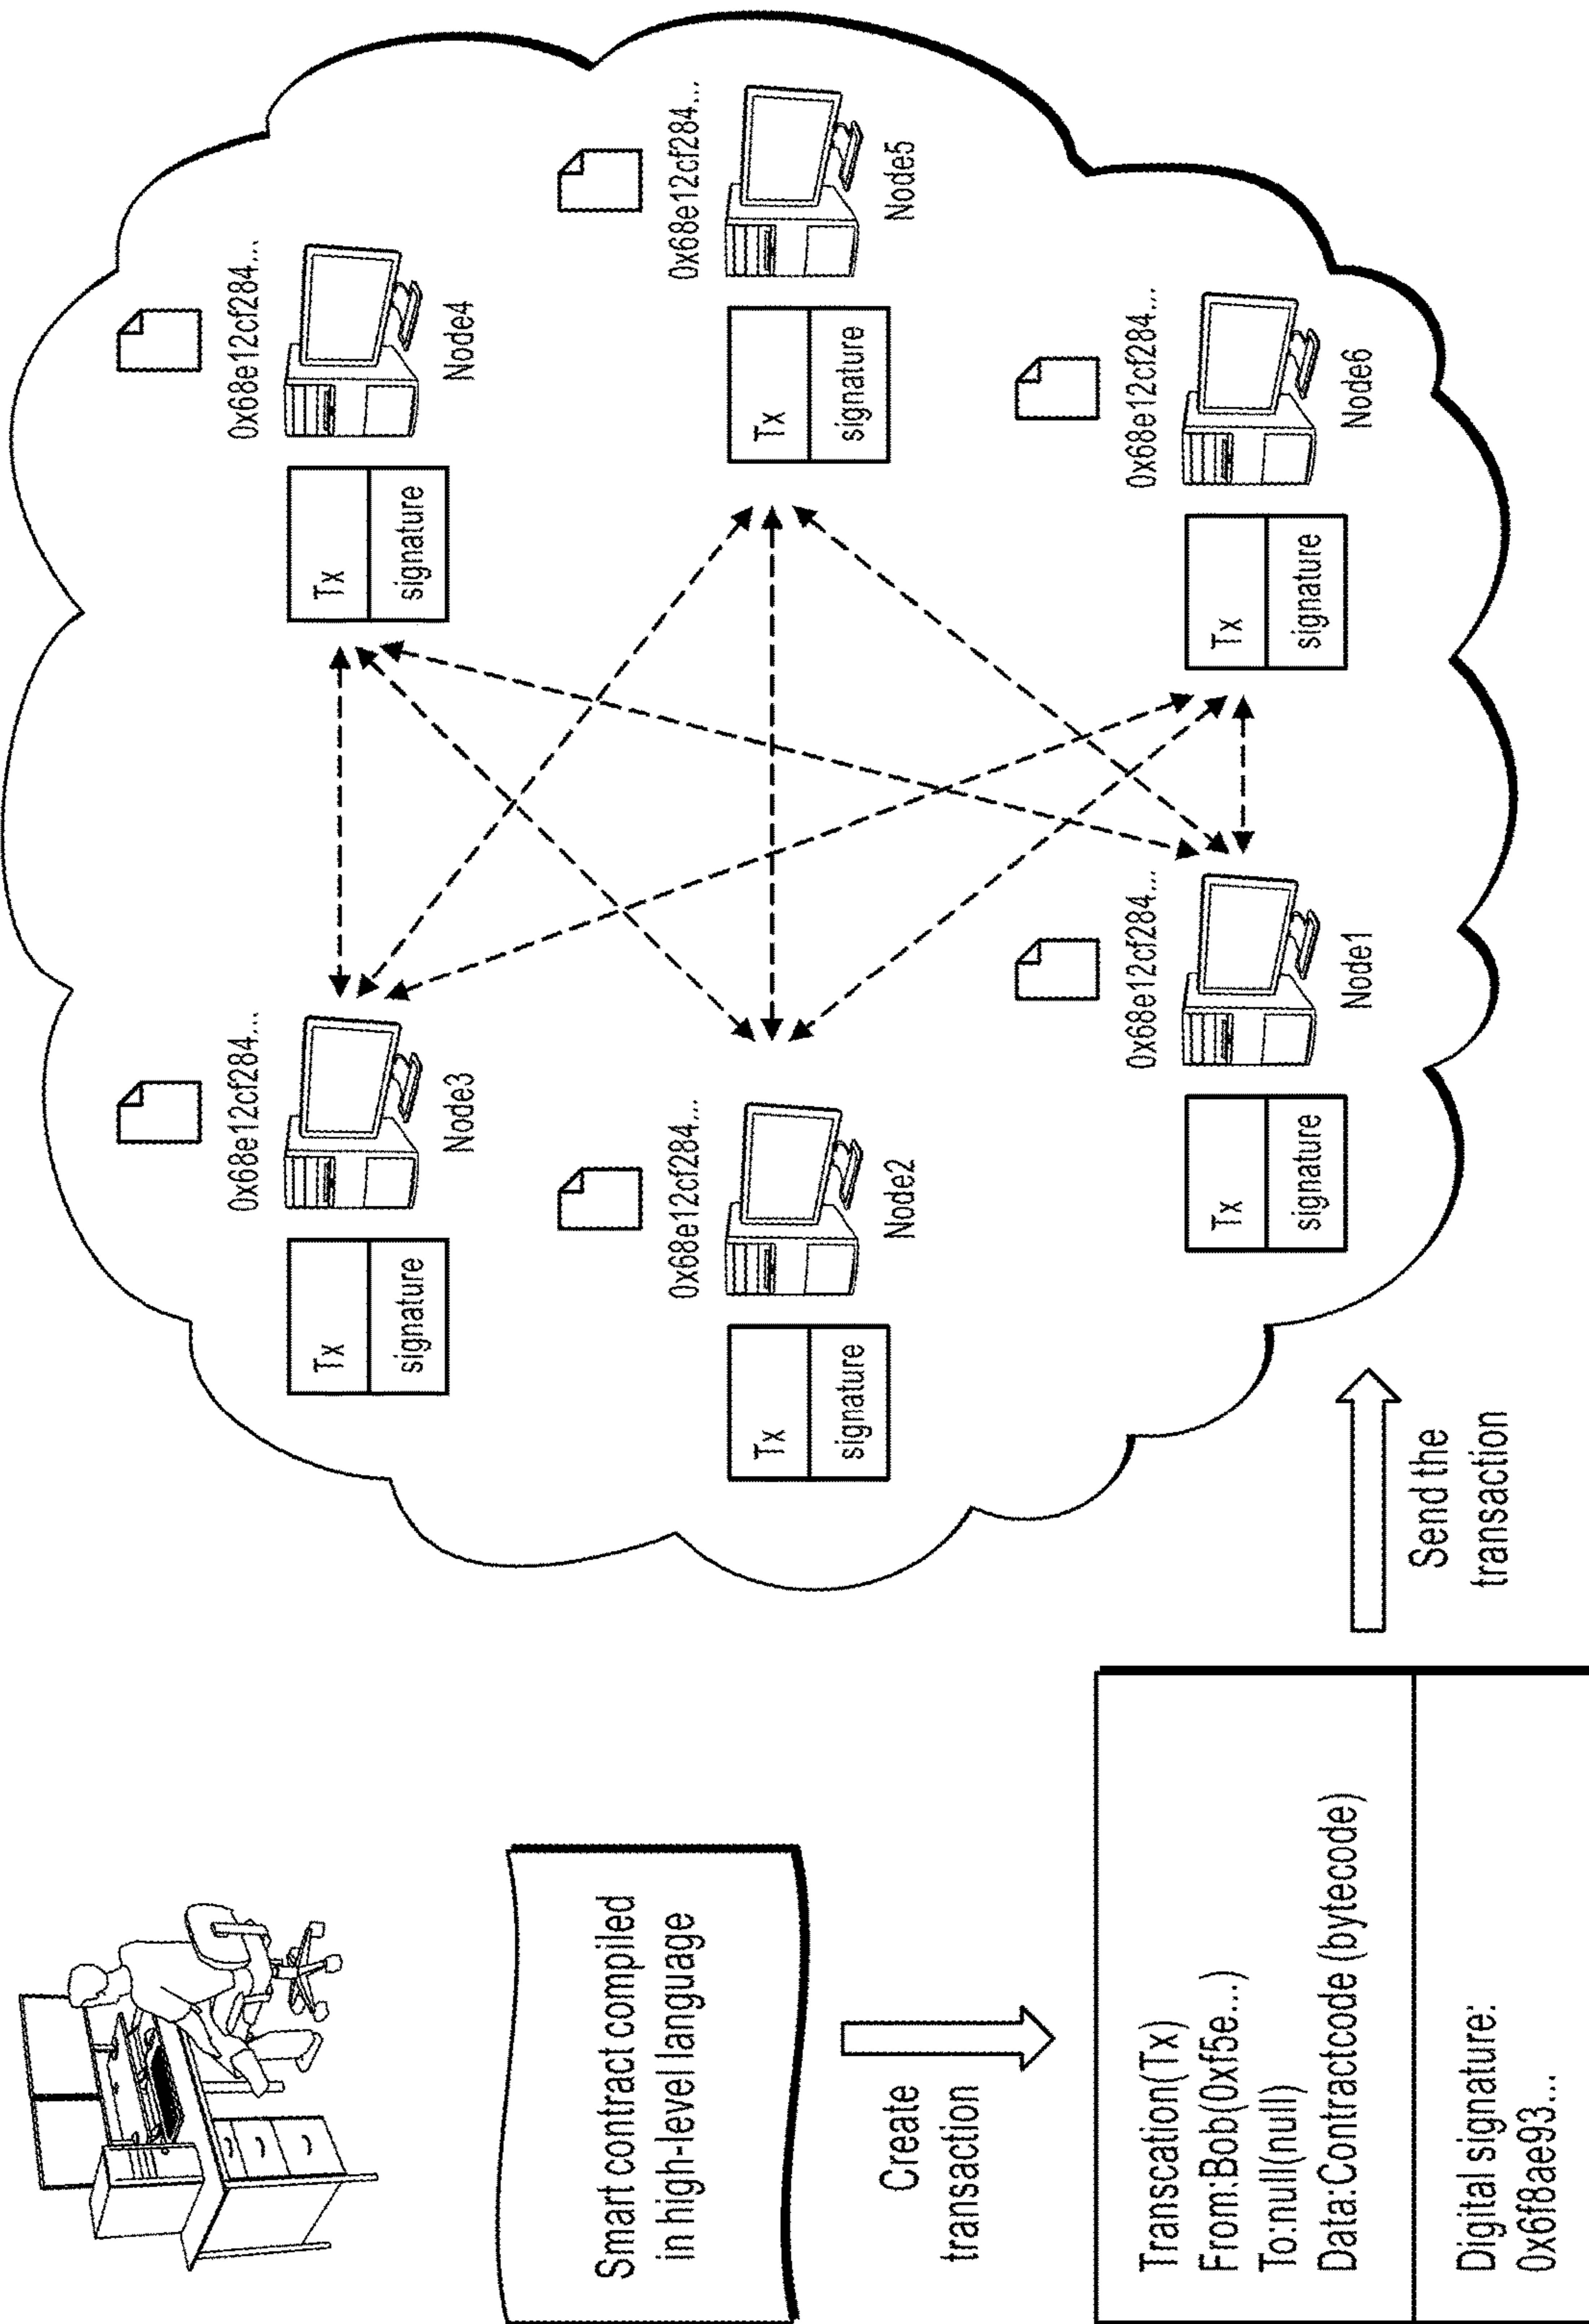 Smart contract compiled
in high-level language
Create
transaction
Transcation(Tx)
From:Bob(0xf5e...)
To:null(null)
Data:Contractcode (bytecode)
Digital signature:
0x6f8ae93...
Send the
transaction
0x68e12cf284...
Tx
signature
Node3
0x68e12cf284...
Tx
signature
Node4
0x68e12cf284...
Tx
signature
Node2
0x68e12cf284...
Tx
signature
Node5
0x68e12cf284...
Tx
signature
Node1
0x68e12cf284...
Tx
signature
Node6